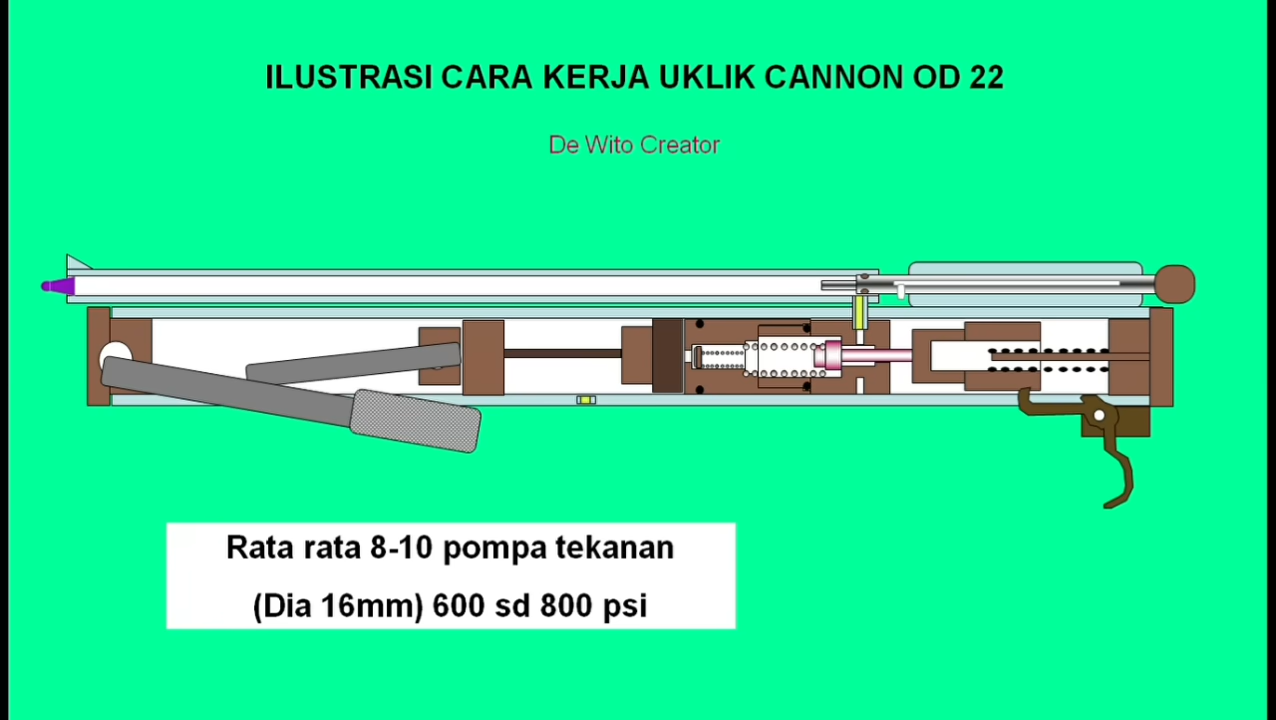 ILUSTRASI CARA KERJA UKLIK CANNON OD 22
De Wito Creator
Rata rata 8-10 pompa tekanan
(Dia 16mm) 600 sd 800 psi